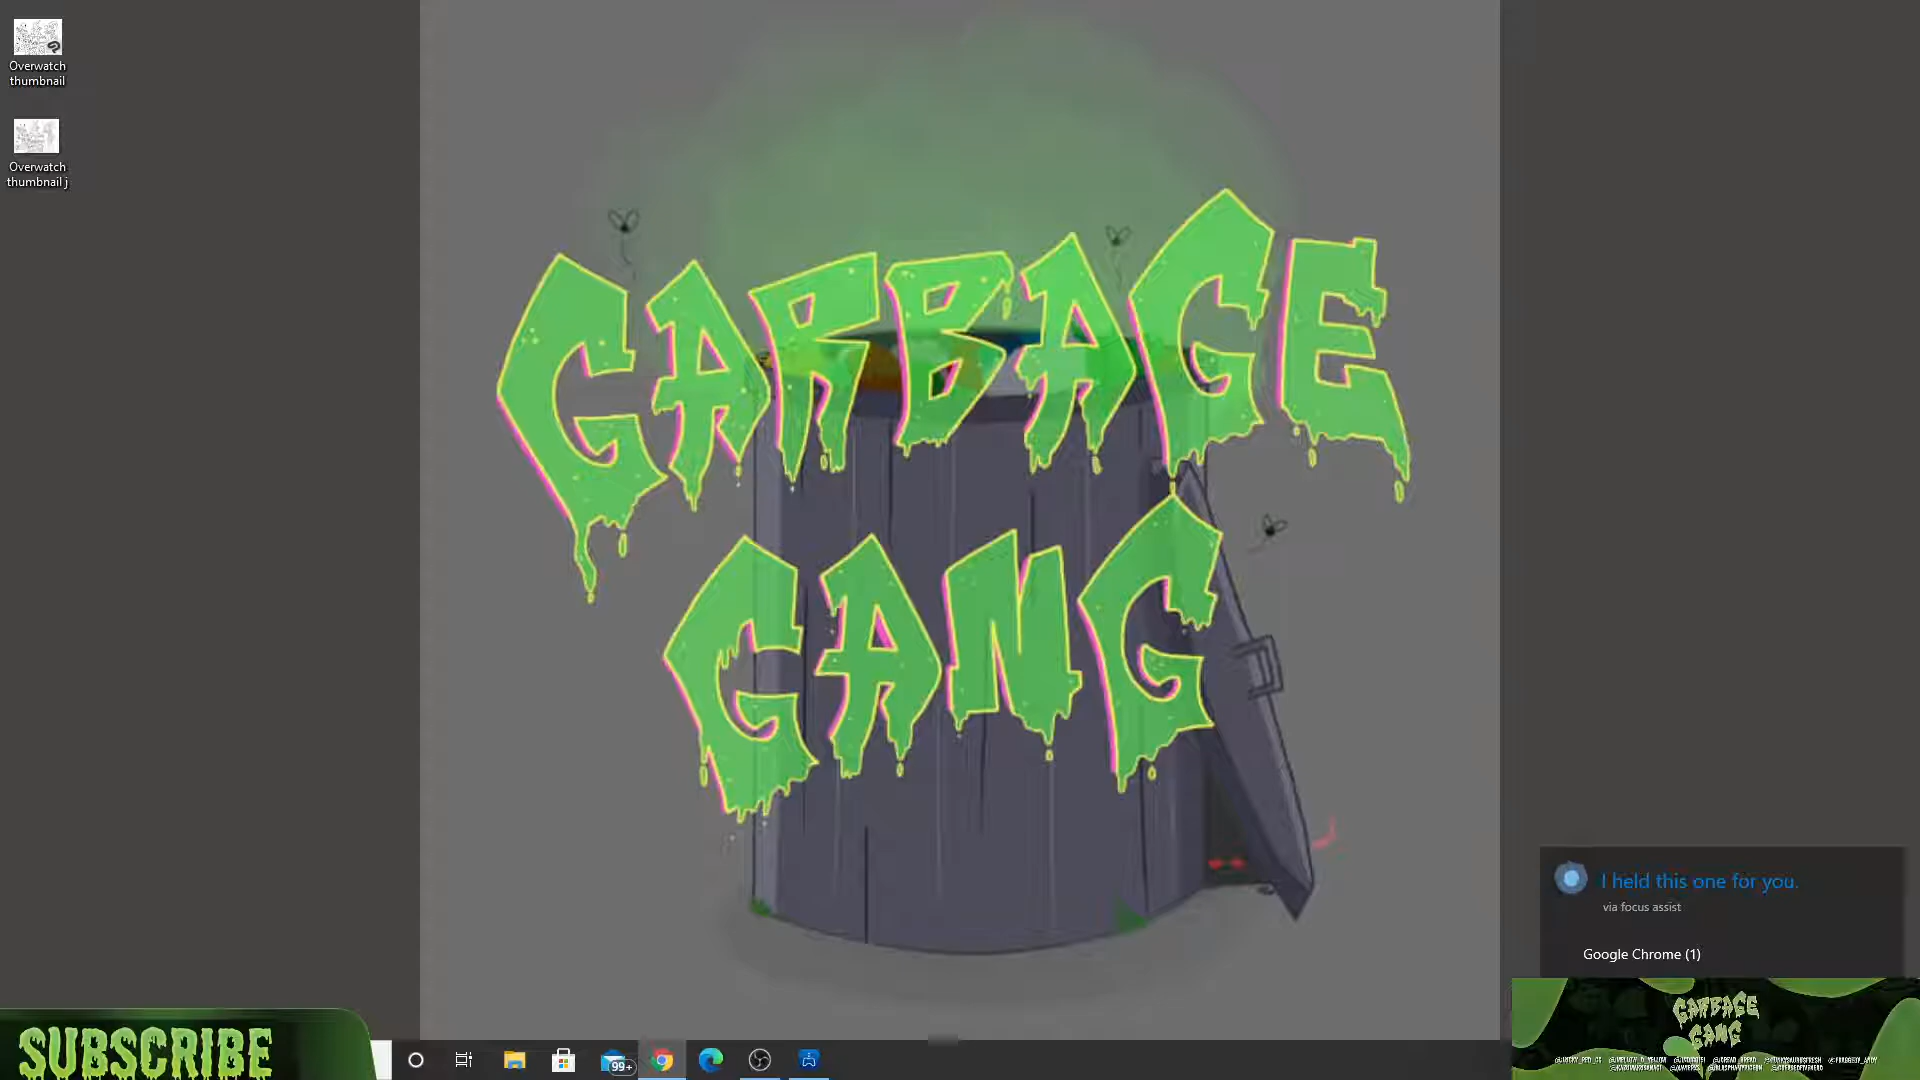 Overwatch
thumbnail
Overwatch
thumbnail j
GARBAGE
GANG
I held this one for you.
via focus assist
Google Chrome (1)
SUBSCRIBE
99+
GARBAGE
GANG